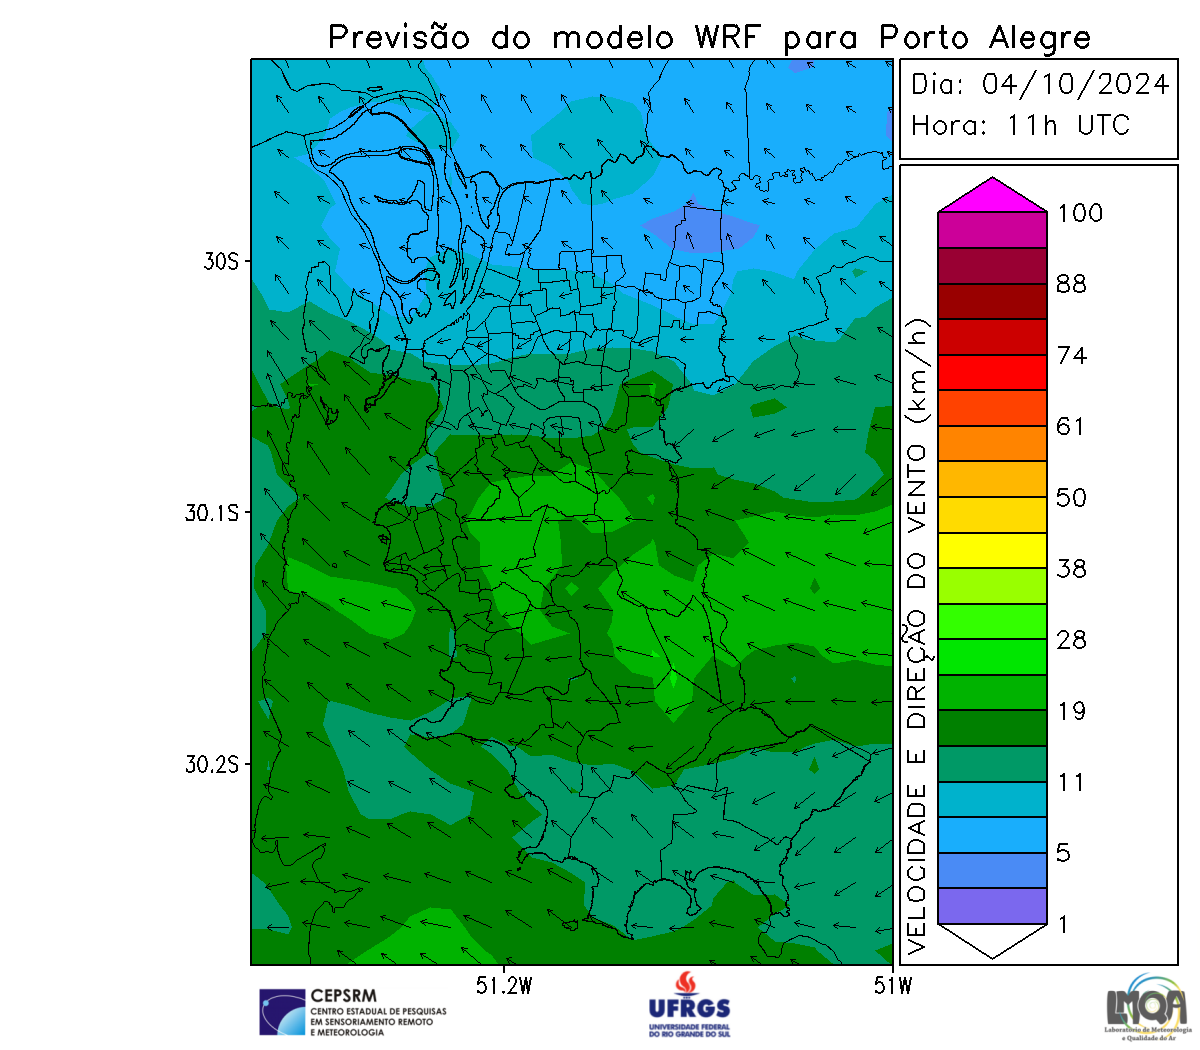 Previsão do modelo WRF para Porto Alegre
Dia: 04/10/2024
Hora: 11h UTC
30S
30.1S
30.2S
51.2W
51W
VELOCIDADE E DIREÇÃO DO VENTO (km/h)
100
88
74
61
50
38
28
19
11
5
1
CEPSRM
CENTRO ESTADUAL DE PESQUISAS
EM SENSORIAMENTO REMOTO
E METEOROLOGIA
UFRGS
UNIVERSIDADE FEDERAL
DO RIO GRANDE DO SUL
LMQA
Laboratório de Meteorologia
e Qualidade do Ar